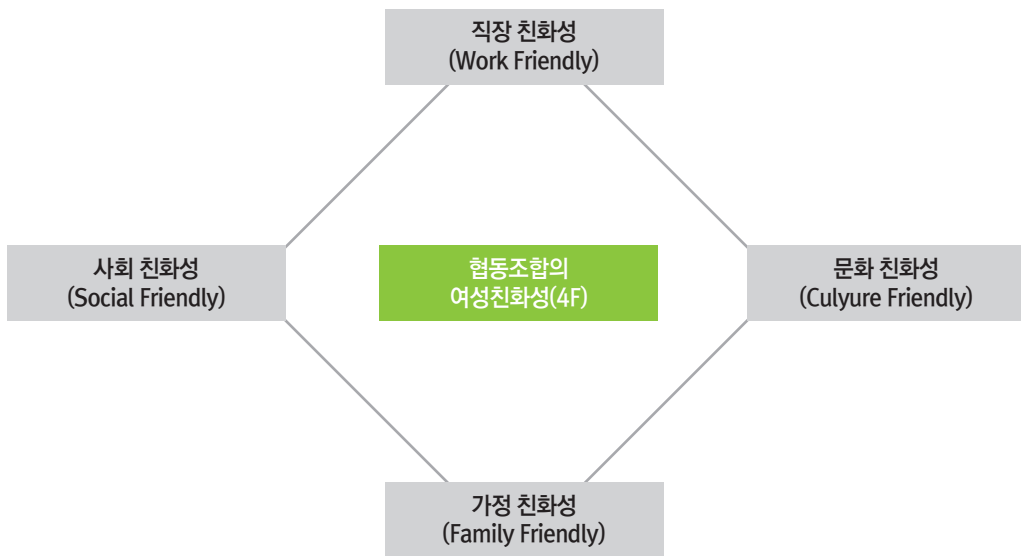 직장 친화성
(Work Friendly)
사회 친화성
(Social Friendly)
협동조합의
여성친화성(4F)
문화 친화성
(Culyure Friendly)
가정 친화성
(Family Friendly)